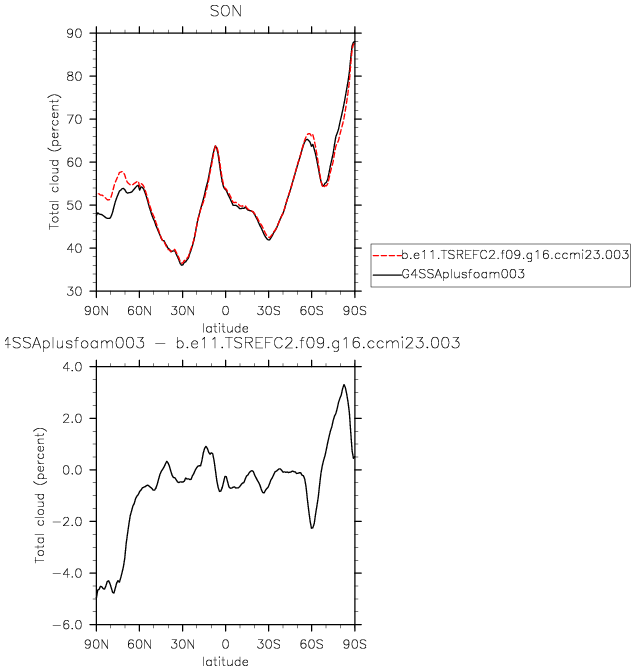 SON
90
80
70
60
50
40
30
Total cloud (percent)
90N 60N 30N 0 30S 60S 90S
latitude
b.e11.TSREFC2.f09.g16.ccmi23.003
G4SSAplusfoam003
4SSAplusfoam003 − b.e11.TSREFC2.f09.g16.ccmi23.003
4.0
2.0
0.0
−2.0
−4.0
−6.0
Total cloud (percent)
90N 60N 30N 0 30S 60S 90S
latitude